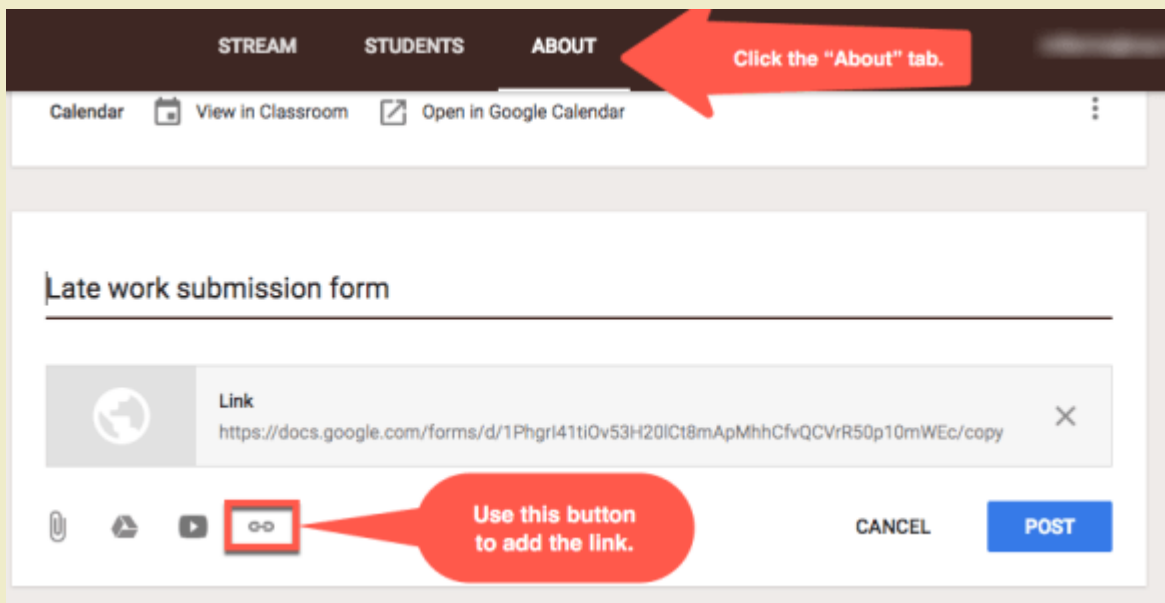 STREAM STUDENTS ABOUT
Click the “About” tab.
Calendar View in Classroom Open in Google Calendar
Late work submission form
Link
https://docs.google.com/forms/d/1Phgrl41tiOv53H20lCt8mApMhhCfvQCVrR50p10mWEc/copy
Use this button
to add the link.
CANCEL POST